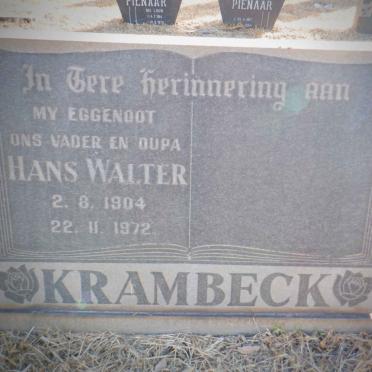 PIENAAR
PIENAAR
In Tere herinnering aan
MY EGGENOOT
ONS VADER EN OUPA
HANS WALTER
2. 8. 1904
22. 11. 1972.
KRAMBECK